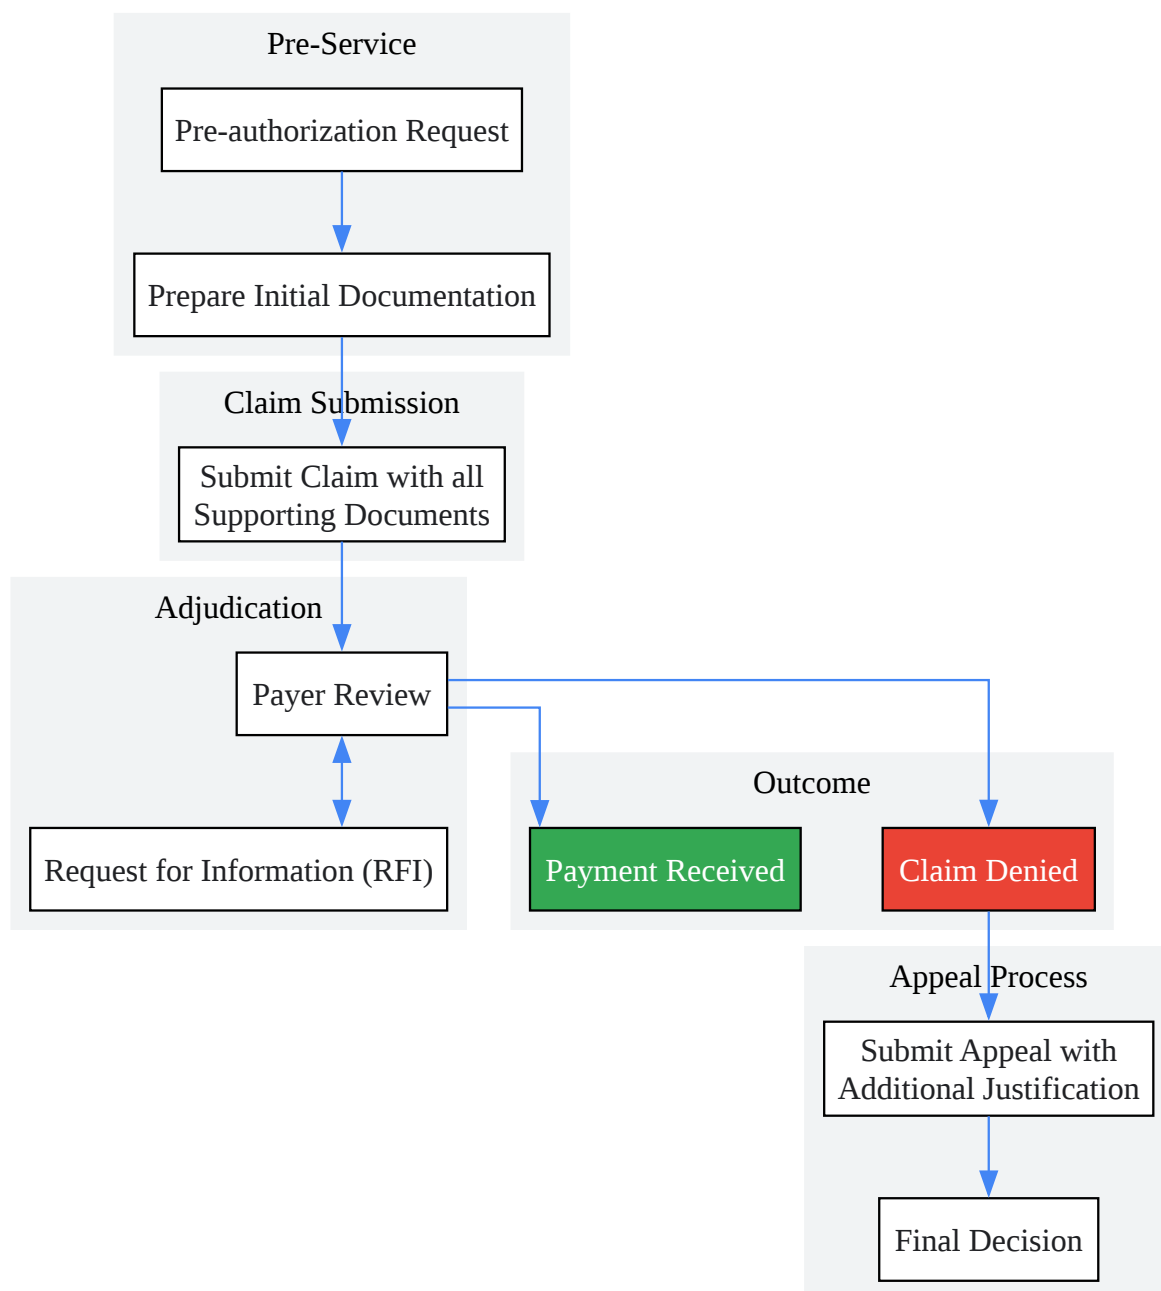 Pre-Service
Pre-authorization Request
Prepare Initial Documentation
Claim Submission
Submit Claim with all
Supporting Documents
Adjudication
Payer Review
Request for Information (RFI)
Outcome
Payment Received
Claim Denied
Appeal Process
Submit Appeal with
Additional Justification
Final Decision